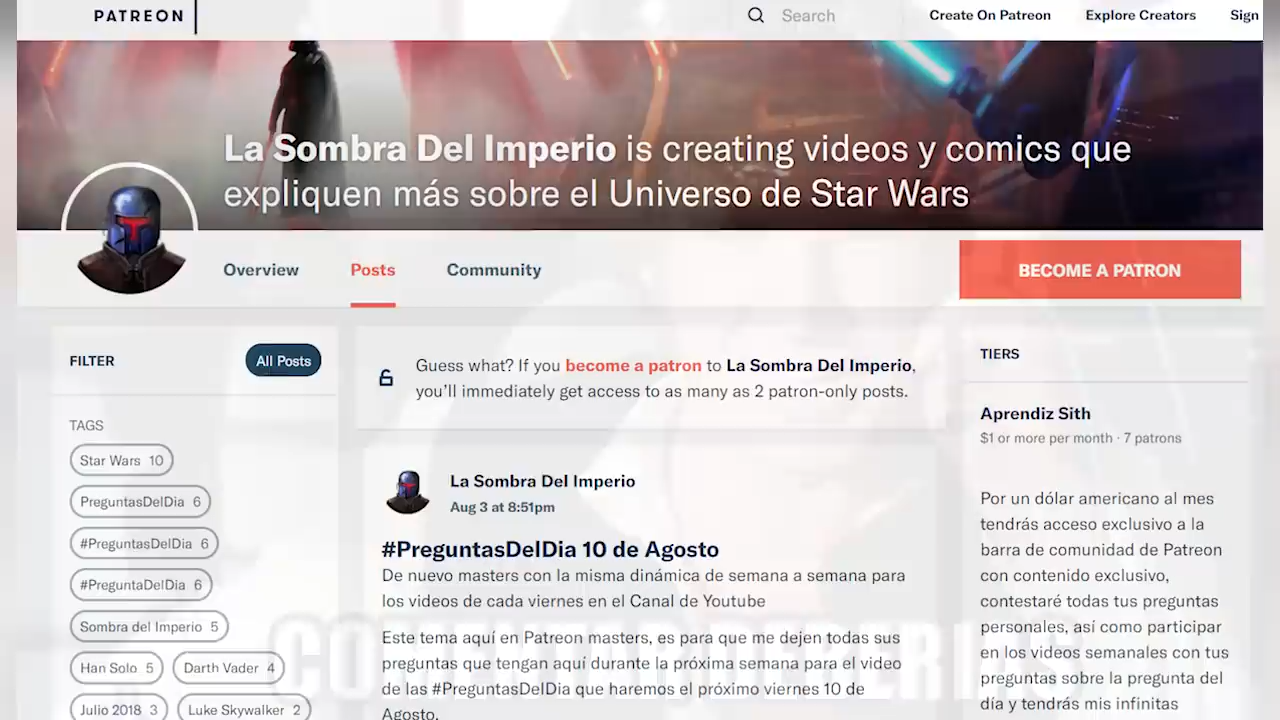 PATREON
Search
Create On Patreon
Explore Creators
Sign
La Sombra Del Imperio is creating videos y comics que
expliquen más sobre el Universo de Star Wars
Overview
Posts
Community
BECOME A PATRON
FILTER
All Posts
TAGS
Star Wars 10
PreguntasDelDia 6
#PreguntasDelDia 6
#PreguntaDelDia 6
Sombra del Imperio 5
Han Solo 5
Darth Vader 4
Julio 2018 3
Luke Skywalker 2
Guess what? If you become a patron to La Sombra Del Imperio,
you'll immediately get access to as many as 2 patron-only posts.
La Sombra Del Imperio
Aug 3 at 8:51pm
#PreguntasDelDia 10 de Agosto
De nuevo masters con la misma dinámica de semana a semana para
los videos de cada viernes en el Canal de Youtube
Este tema aquí en Patreon masters, es para que me dejen todas sus
preguntas que tengan aquí durante la próxima semana para el video
de las #PreguntasDelDia que haremos el próximo viernes 10 de
Agosto.
TIERS
Aprendiz Sith
$1 or more per month · 7 patrons
Por un dólar americano al mes
tendrás acceso exclusivo a la
barra de comunidad de Patreon
con contenido exclusivo,
contestaré todas tus preguntas
personales, así como participar
en los videos semanales con tus
preguntas sobre la pregunta del
día y tendrás mis infinitas